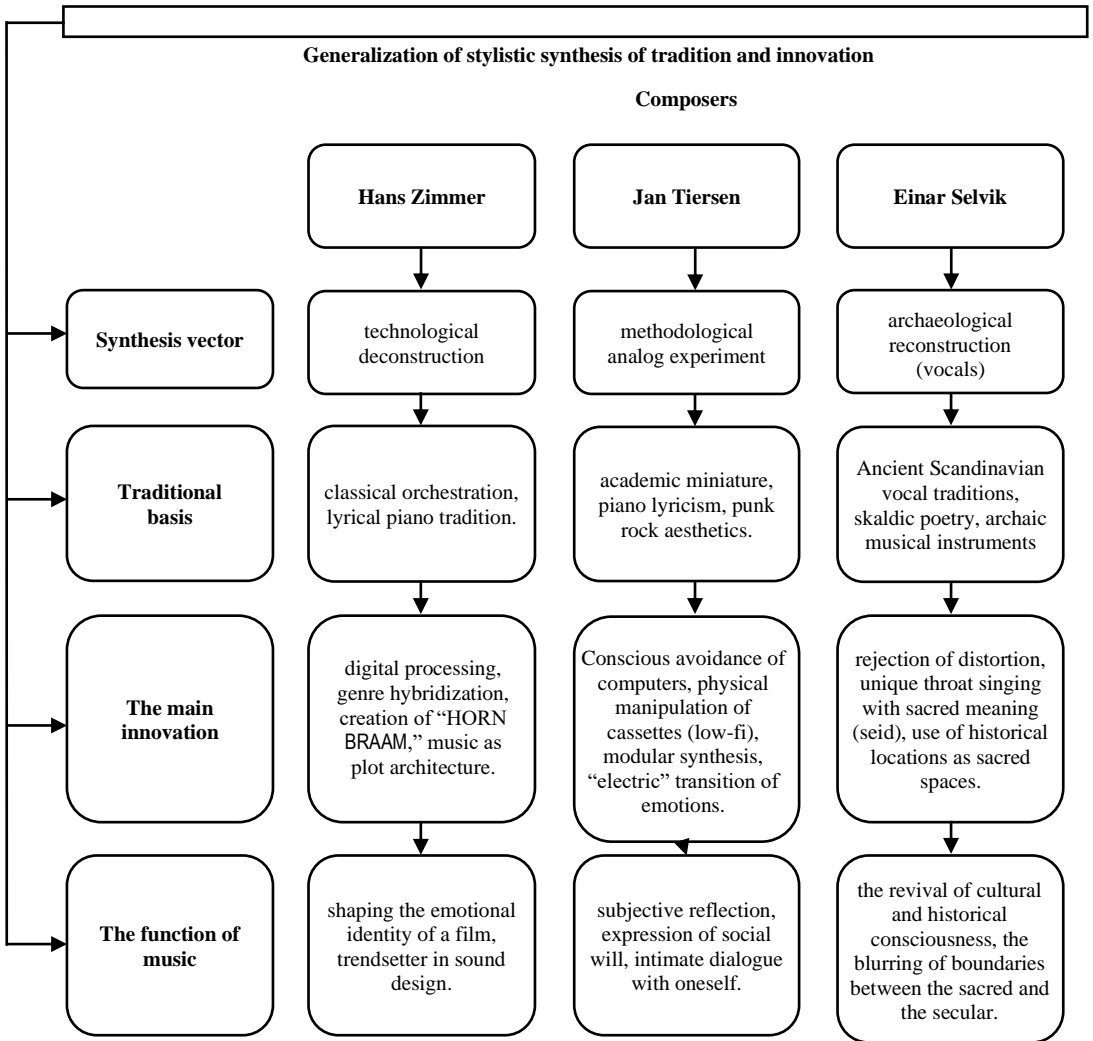 Generalization of stylistic synthesis of tradition and innovation
Composers
Hans Zimmer
Jan Tiersen
Einar Selvik
Synthesis vector
technological
deconstruction
methodological
analog experiment
archaeological
reconstruction
(vocals)
Traditional
basis
classical orchestration,
lyrical piano tradition.
academic miniature,
piano lyricism, punk
rock aesthetics.
Ancient Scandinavian
vocal traditions,
skaldic poetry, archaic
musical instruments
The main
innovation
digital processing,
genre hybridization,
creation of “HORN
BRAAM,” music as
plot architecture.
Conscious avoidance of
computers, physical
manipulation of
cassettes (low-fi),
modular synthesis,
“electric” transition of
emotions.
rejection of distortion,
unique throat singing
with sacred meaning
(seid), use of historical
locations as sacred
spaces.
The function of
music
shaping the emotional
identity of a film,
trendsetter in sound
design.
subjective reflection,
expression of social
will, intimate dialogue
with oneself.
the revival of cultural
and historical
consciousness, the
blurring of boundaries
between the sacred and
the secular.